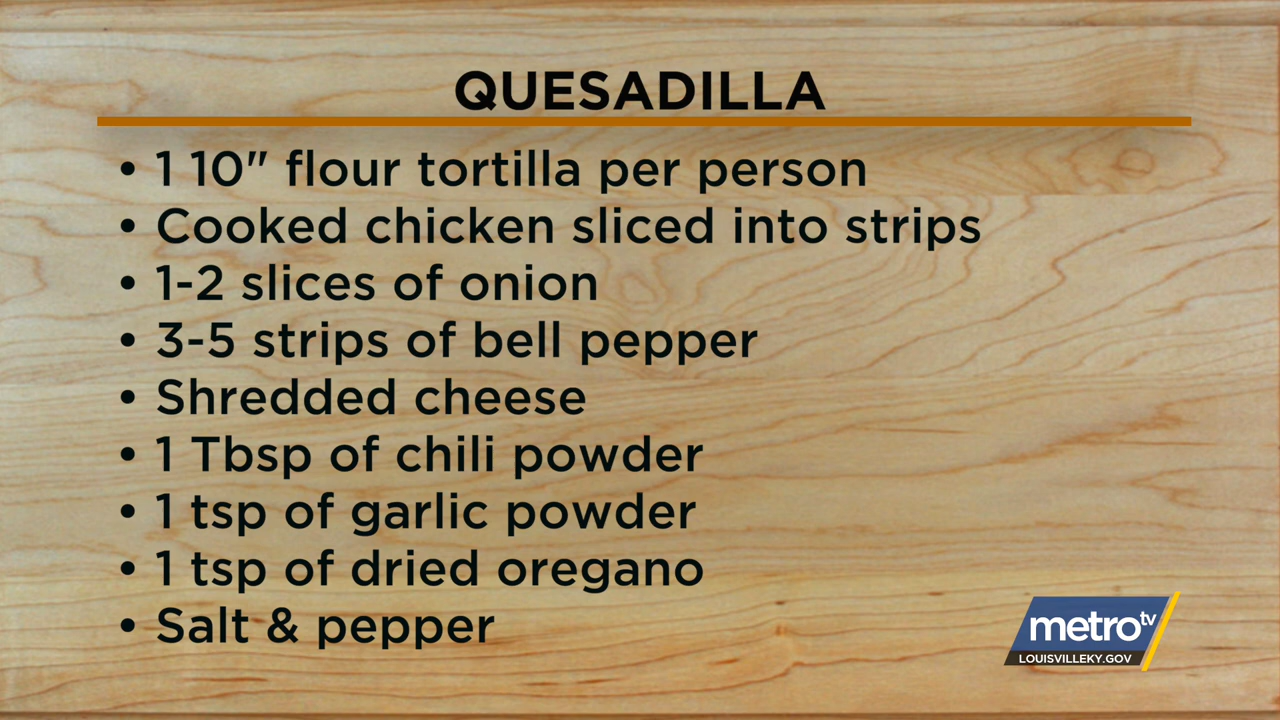 QUESADILLA
• 1 10" flour tortilla per person
• Cooked chicken sliced into strips
• 1-2 slices of onion
• 3-5 strips of bell pepper
• Shredded cheese
• 1 Tbsp of chili powder
• 1 tsp of garlic powder
• 1 tsp of dried oregano
• Salt & pepper
metro tv
LOUISVILLEKY.GOV